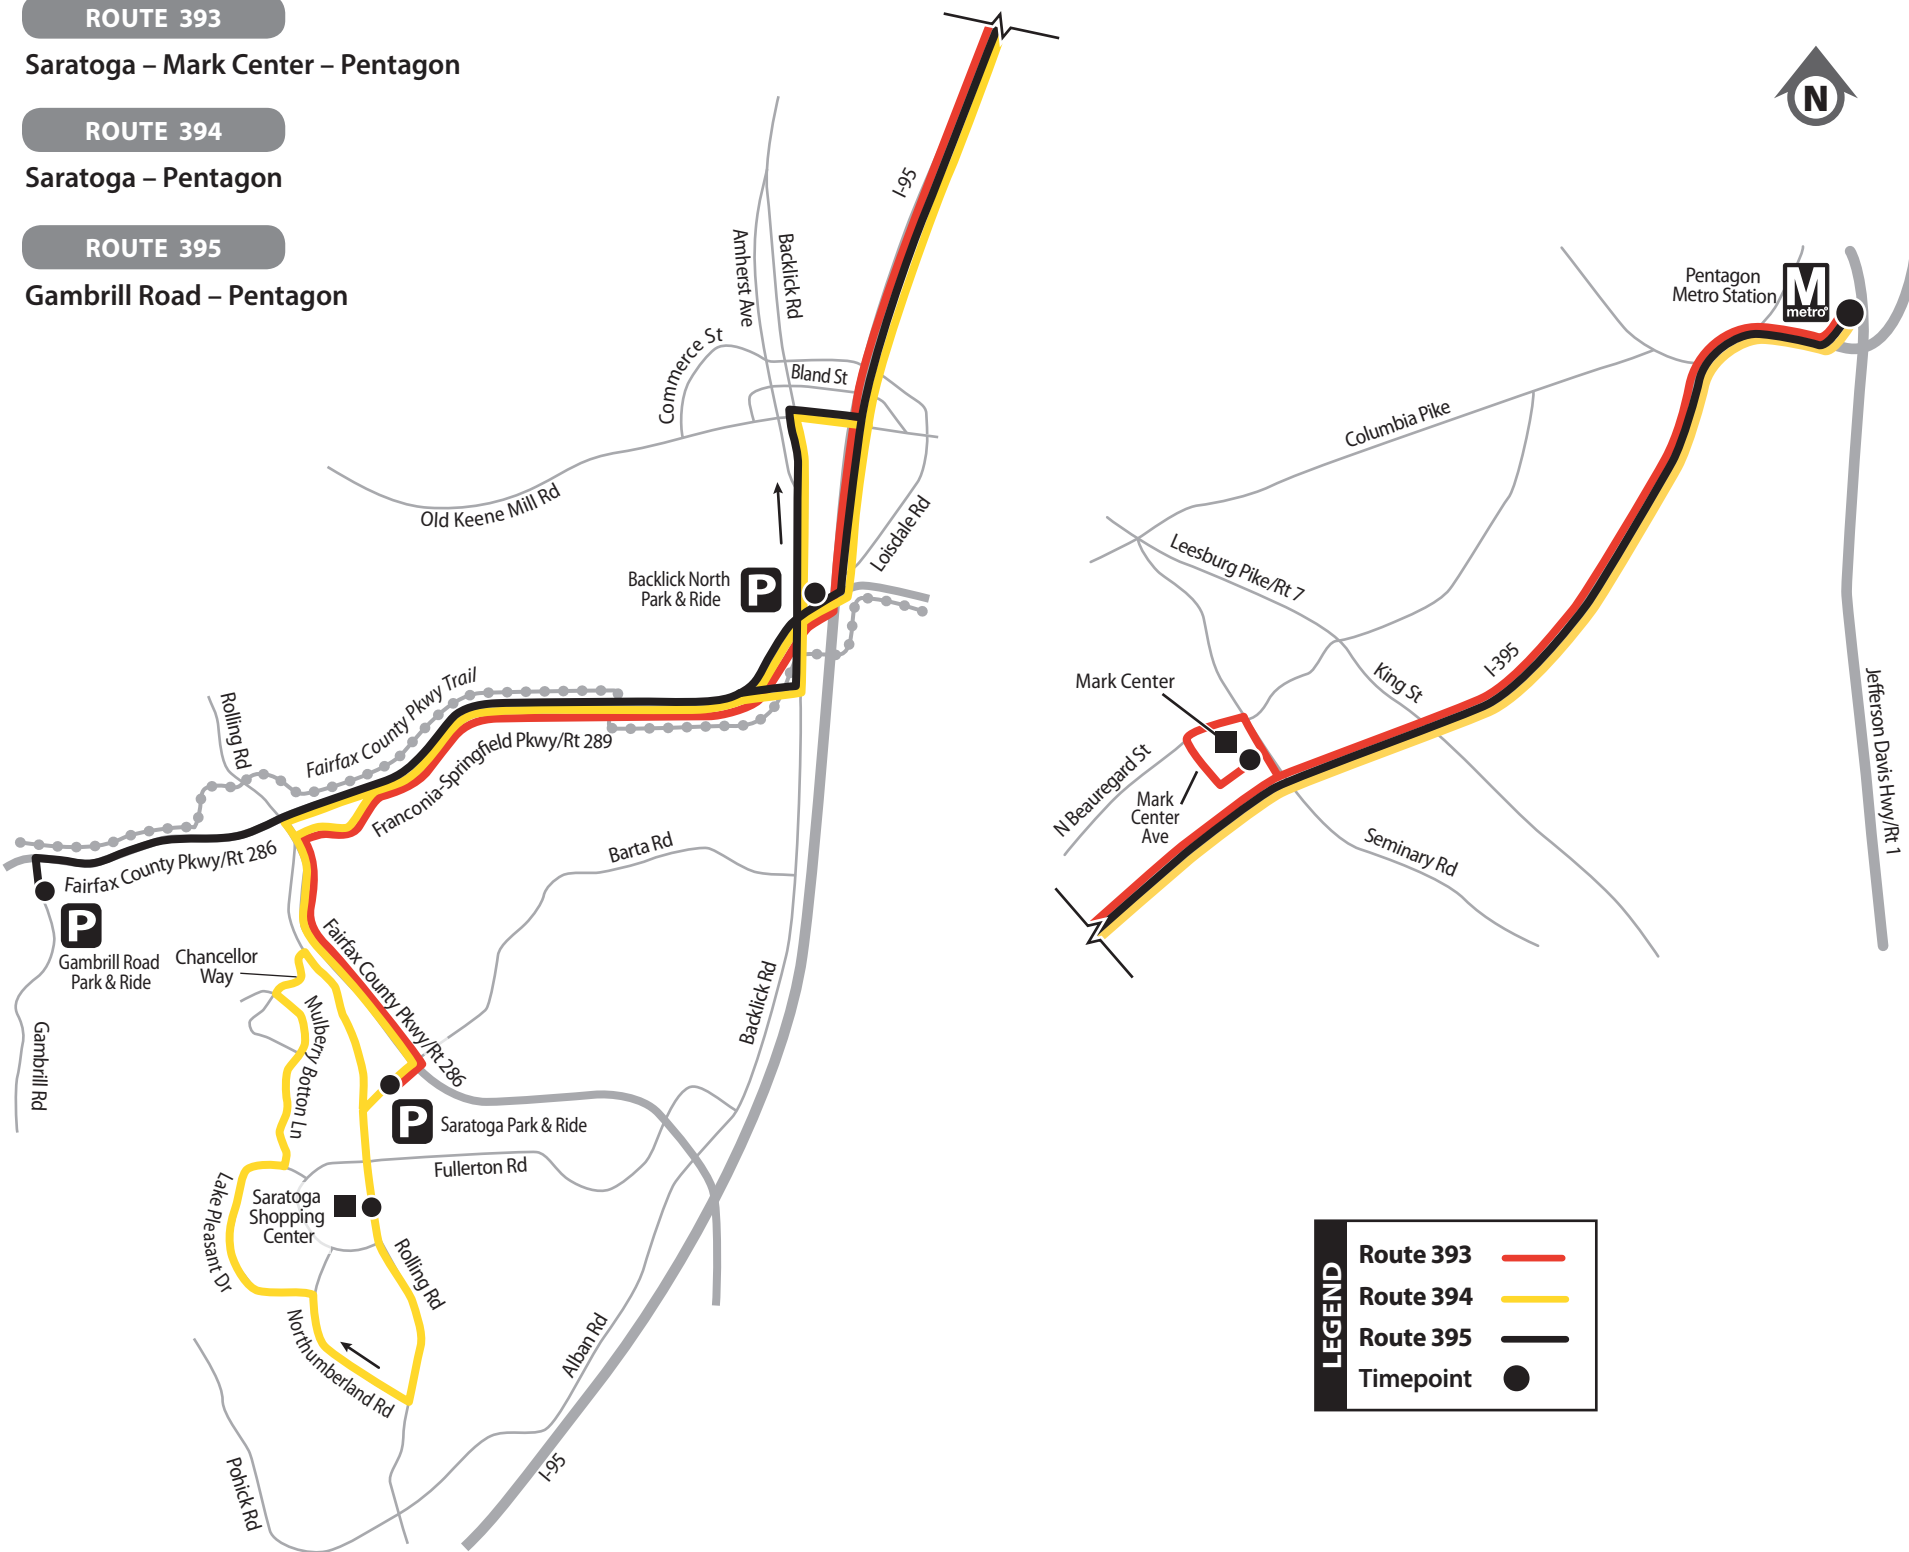 ROUTE 393
Saratoga – Mark Center – Pentagon
ROUTE 394
Saratoga – Pentagon
ROUTE 395
Gambrill Road – Pentagon
N
I-95
Amherst Ave
Backlick Rd
Commerce St
Bland St
Old Keene Mill Rd
Loisdale Rd
Backlick North
Park & Ride
P
Rolling Rd
Fairfax County Pkwy Trail
Franconia-Springfield Pkwy/Rt 289
Fairfax County Pkwy/Rt 286
P
Gambrill Road
Park & Ride
Gambrill Rd
Chancellor
Way
Mulberry Botton Ln
Fairfax County Pkwy/Rt 286
Barta Rd
Backlick Rd
P
Saratoga Park & Ride
Fullerton Rd
Saratoga
Shopping
Center
Lake Pleasant Dr
Rolling Rd
Northumberland Rd
Alban Rd
Pohick Rd
I-95
Pentagon
Metro Station
M
metro
Columbia Pike
Leesburg Pike/Rt 7
King St
I-395
Mark Center
N Beauregard St
Mark
Center
Ave
Seminary Rd
Jefferson Davis Hwy/Rt 1
LEGEND
Route 393
Route 394
Route 395
Timepoint